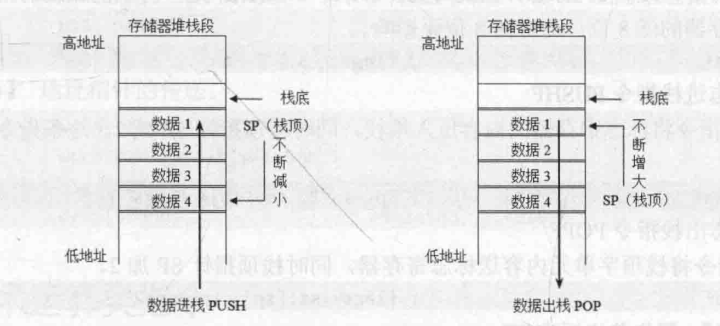 存储器堆栈段
高地址
栈底
数据 1
数据 2
数据 3
数据 4
SP（栈顶）
不断减小
低地址
数据进栈 PUSH
存储器堆栈段
高地址
栈底
数据 1
数据 2
数据 3
数据 4
不断增大
SP（栈顶）
低地址
数据出栈 POP